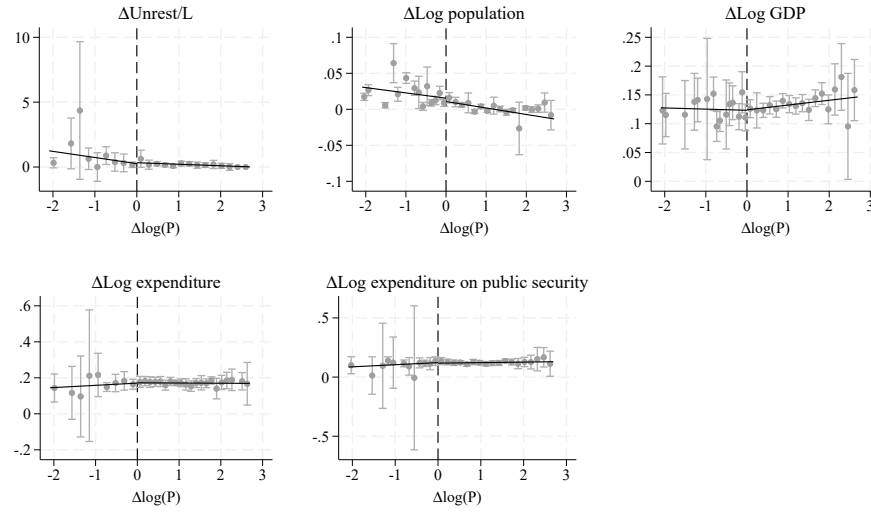 ΔUnrest/L
10
5
0
-2 -1 0 1 2 3
Δlog(P)
ΔLog population
.1
.05
0
-.05
-.1
-2 -1 0 1 2 3
Δlog(P)
ΔLog GDP
.25
.2
.15
.1
.05
0
-2 -1 0 1 2 3
Δlog(P)
ΔLog expenditure
.6
.4
.2
0
-.2
-2 -1 0 1 2 3
Δlog(P)
ΔLog expenditure on public security
.5
0
-.5
-2 -1 0 1 2 3
Δlog(P)